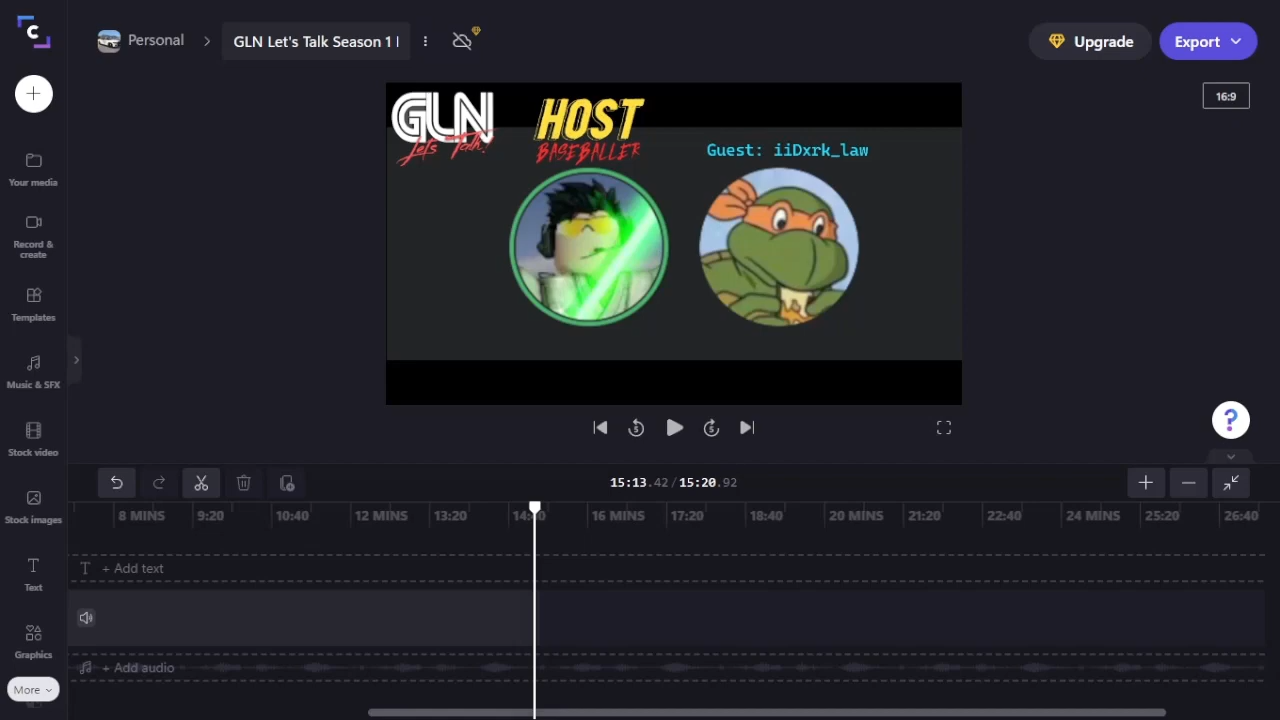 C
Personal
GLN Let's Talk Season 1
Upgrade
Export
16:9
Your media
Record &
create
Templates
Music & SFX
Stock video
Stock images
Text
Graphics
More
GLN
Let's Talk!
HOST
BASEBALLER
Guest: iiDxrk_law
5
5
?
15:13.42 / 15:20.92
8 MINS 9:20 10:40 12 MINS 13:20 16 MINS 17:20 18:40 20 MINS 21:20 22:40 24 MINS 25:20 26:40
T + Add text
+ Add audio